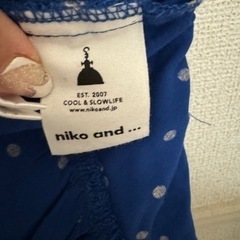 EST. 2007
COOL & SLOWLIFE
www.nikoand.jp
niko and ...